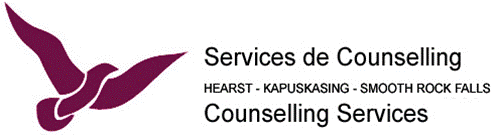 Services de Counselling
HEARST - KAPUSKASING - SMOOTH ROCK FALLS
Counselling Services